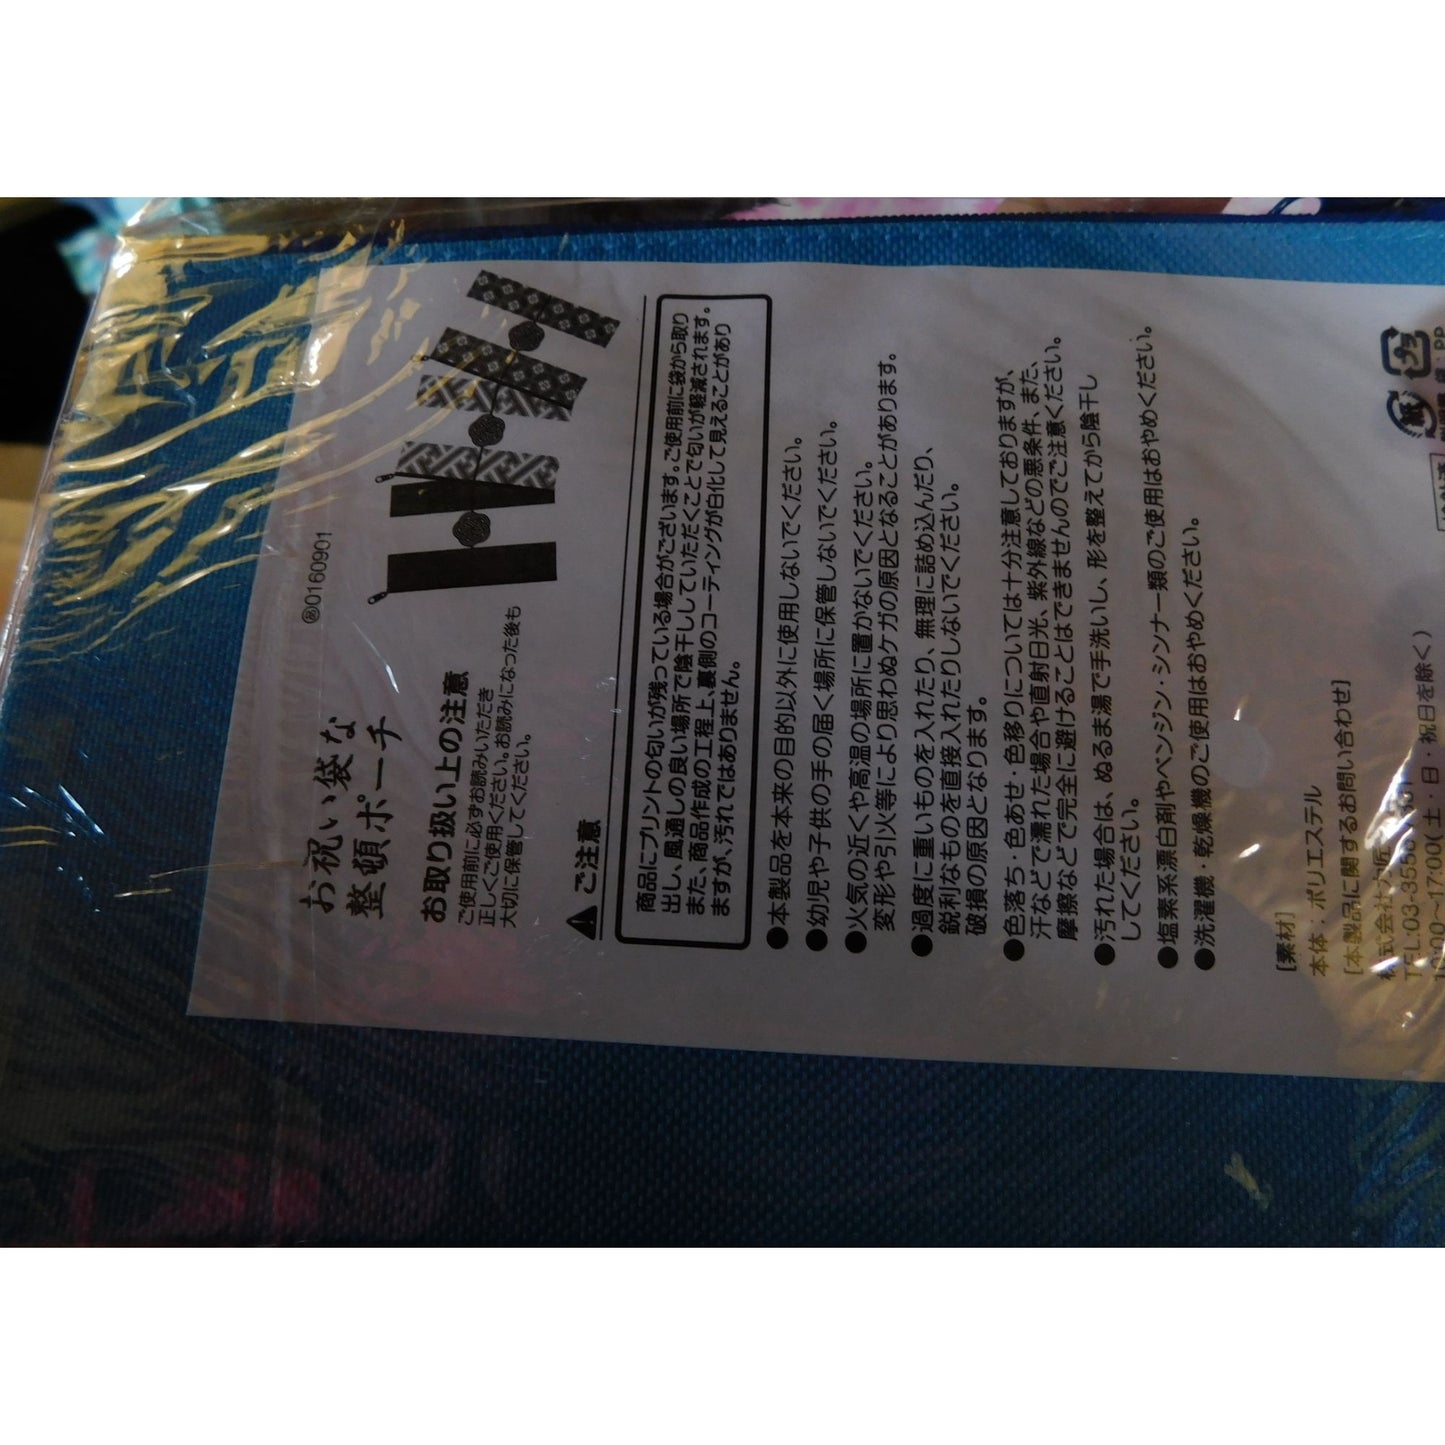 お祝い袋な
整頓ポーチ
®0160901
お取り扱い上の注意
ご使用前に必ずお読みいただき
正しくご使用ください。お読みになった後も
大切に保管してください。
ご注意
商品にプリントの匂いが残っている場合がございます。ご使用前に袋から取り
出し、風通しの良い場所で陰干ししていただくことで匂いが軽減されます。
また、商品作成の工程上、裏側のコーティングが白化して見えることがあり
ますが、汚れではありません。
●本製品を本来の目的以外に使用しないでください。
●幼児や子供の手の届く場所に保管しないでください。
●火気の近くや高温の場所に置かないでください。
変形や引火等により思わぬケガの原因となることがあります。
●過度に重いものを入れたり、無理に詰め込んだり、
鋭利なものを直接入れたりしないでください。
破損の原因となります。
●色落ち・色あせ・色移りについては十分注意しておりますが、
汗などで濡れた場合や直射日光、紫外線などの悪条件、また、
摩擦などで完全に避けることはできませんのでご注意ください。
●汚れた場合は、ぬるま湯で手洗いし、形を整えてから陰干し
してください。
●塩素系漂白剤やベンジン・シンナー類のご使用はおやめください。
●洗濯機・乾燥機のご使用はおやめください。
[素材]
本体：ポリエステル
[本製品に関するお問い合わせ]
株式会社
TEL:03-3556
10:00〜17:00(土・日・祝日を除く)
紙
プラ
PP